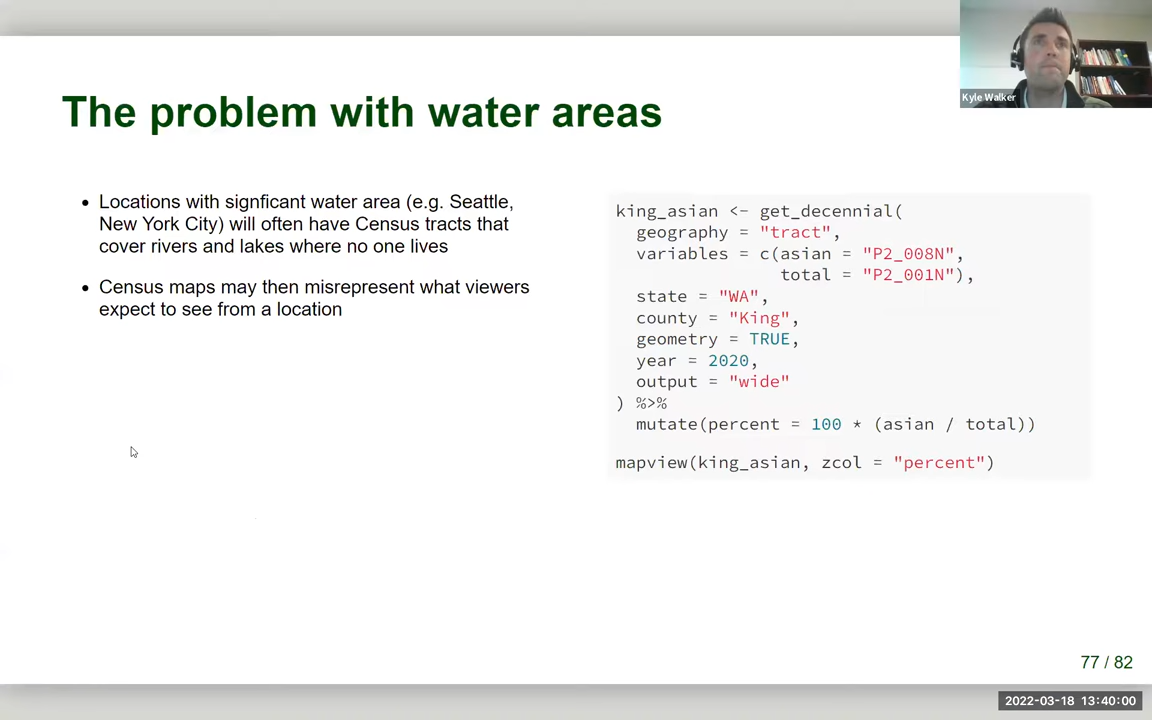 Kyle Walker
The problem with water areas
Locations with signficant water area (e.g. Seattle,
New York City) will often have Census tracts that
cover rivers and lakes where no one lives
Census maps may then misrepresent what viewers
expect to see from a location
king_asian <- get_decennial(
  geography = "tract",
  variables = c(asian = "P2_008N",
                total = "P2_001N"),
  state = "WA",
  county = "King",
  geometry = TRUE,
  year = 2020,
  output = "wide"
) %>%
  mutate(percent = 100 * (asian / total))
mapview(king_asian, zcol = "percent")
77 / 82
2022-03-18 13:40:00